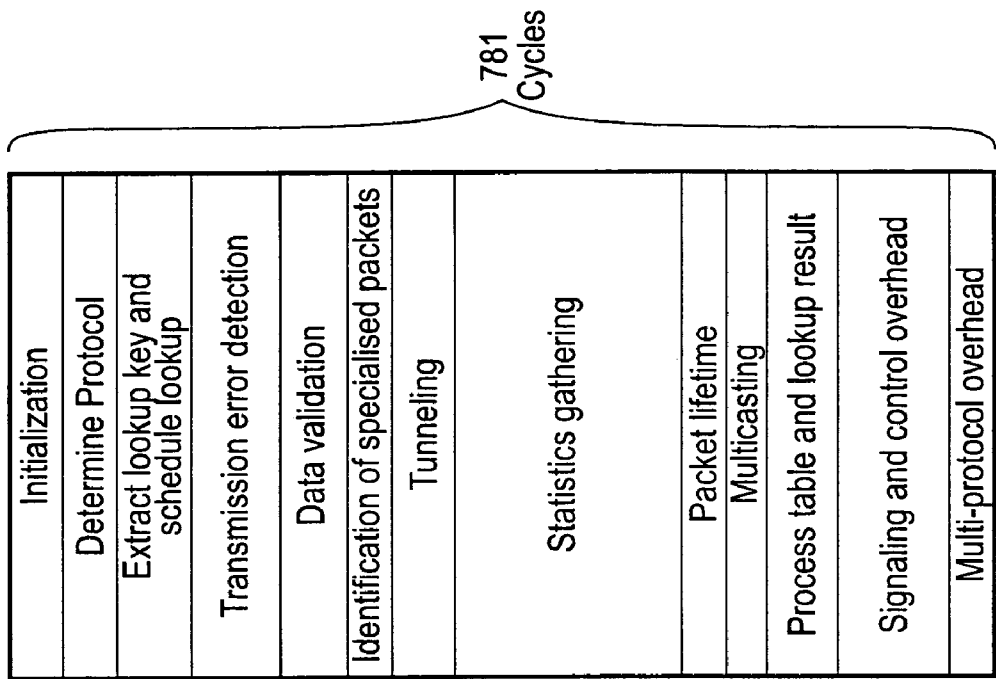 Initialization
Determine Protocol
Extract lookup key and
schedule lookup
Transmission error detection
Data validation
Identification of specialised packets
Tunneling
Statistics gathering
Packet lifetime
Multicasting
Process table and lookup result
Signaling and control overhead
Multi-protocol overhead
781
Cycles